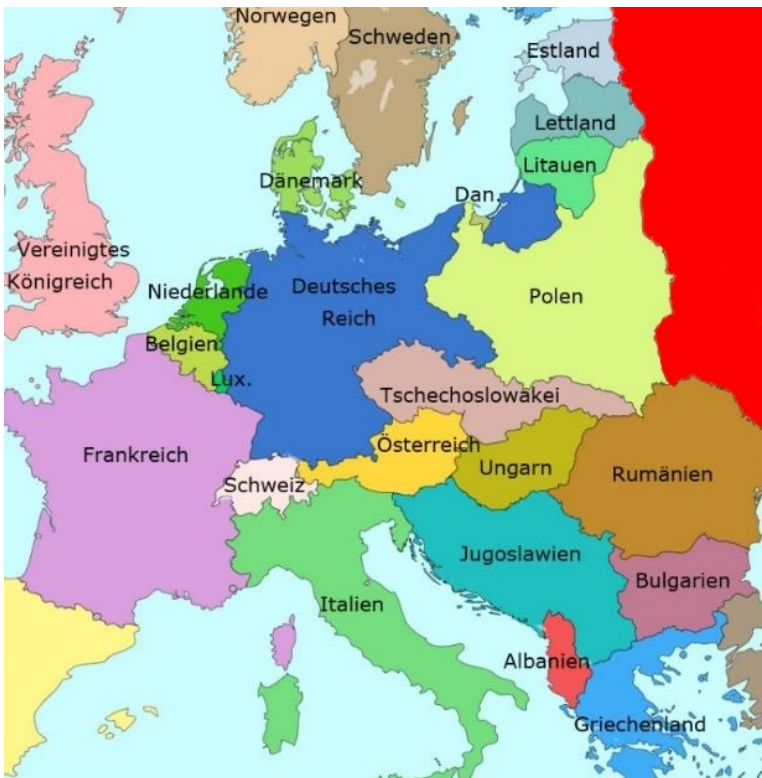 Norwegen
Schweden
Estland
Lettland
Litauen
Dänemark
Dan.
Vereinigtes
Königreich
Niederlande
Deutsches
Reich
Polen
Belgien
Lux.
Tschechoslowakei
Frankreich
Österreich
Ungarn
Schweiz
Rumänien
Jugoslawien
Bulgarien
Italien
Albanien
Griechenland